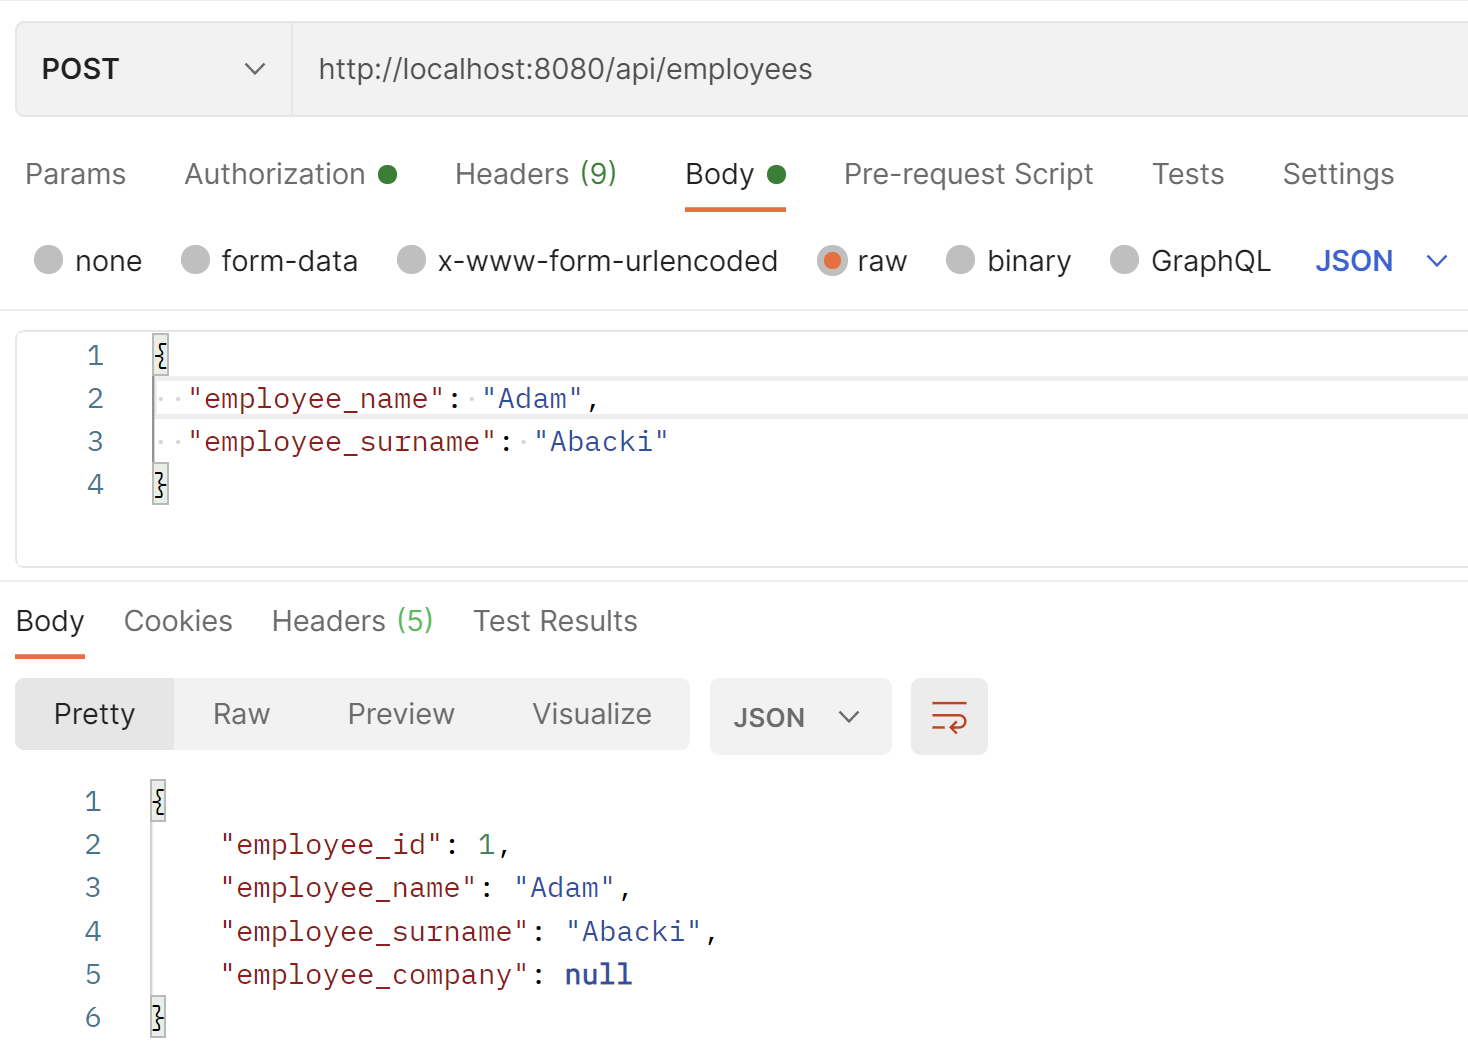 POST http://localhost:8080/api/employees
Params Authorization Headers (9) Body Pre-request Script Tests Settings
none form-data x-www-form-urlencoded raw binary GraphQL JSON
1 {
2 "employee_name": "Adam",
3 "employee_surname": "Abacki"
4 }
Body Cookies Headers (5) Test Results
Pretty Raw Preview Visualize JSON
1 {
2 "employee_id": 1,
3 "employee_name": "Adam",
4 "employee_surname": "Abacki",
5 "employee_company": null
6 }